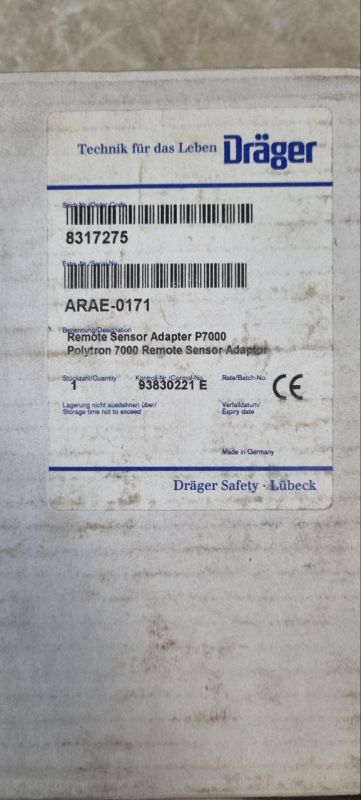 Technik für das Leben Dräger
Sach-Nr./Order Code
8317275
Fabr.-Nr./Serial No.
ARAE-0171
Benennung/Designation
Remote Sensor Adapter P7000
Polytron 7000 Remote Sensor Adaptor
Stückzahl/Quantity Kontroll-Nr./Control-No. Rate/Batch-No.
1 93830221 E CE
Lagerung nicht ausdehnen über/ Verfalldatum/
Storage time not to exceed Expiry date
Made in Germany
Dräger Safety · Lübeck